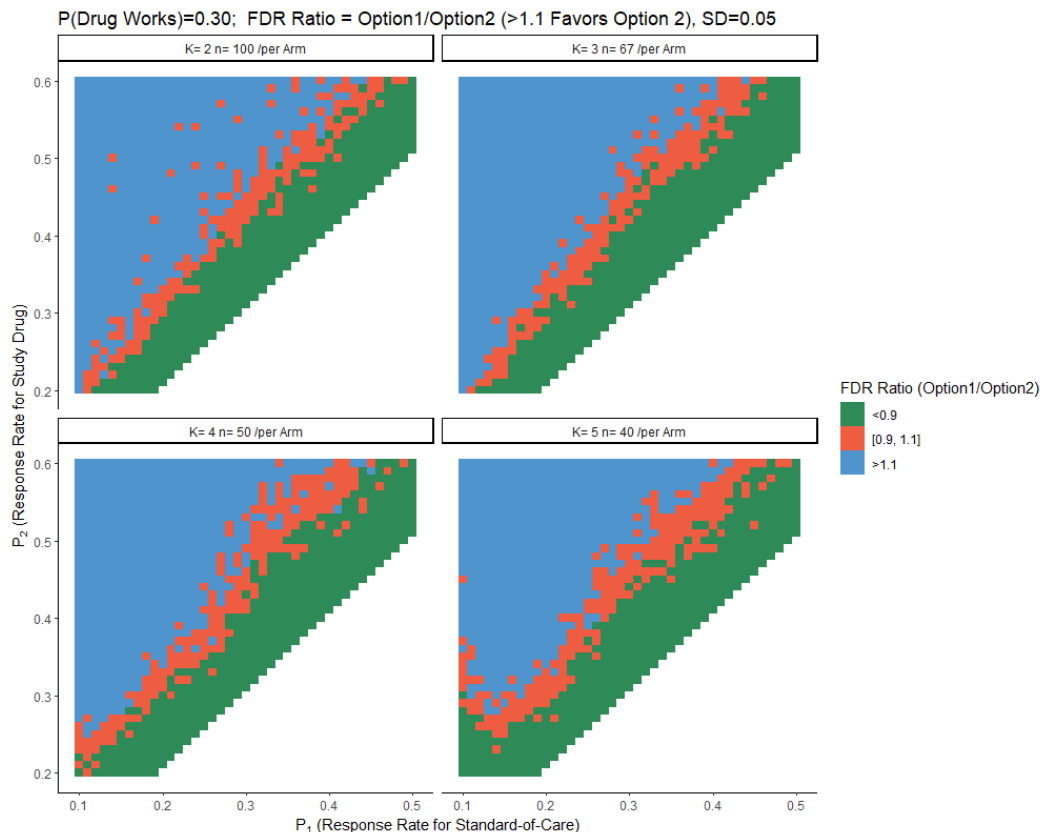 P(Drug Works)=0.30;  FDR Ratio = Option1/Option2 (>1.1 Favors Option 2), SD=0.05
K= 2 n= 100 /per Arm
K= 3 n= 67 /per Arm
0.6
0.5
0.4
0.3
0.2
K= 4 n= 50 /per Arm
K= 5 n= 40 /per Arm
0.6
0.5
0.4
0.3
0.2
0.1 0.2 0.3 0.4 0.5
0.1 0.2 0.3 0.4 0.5
P₂ (Response Rate for Study Drug)
P₁ (Response Rate for Standard-of-Care)
FDR Ratio (Option1/Option2)
<0.9
[0.9, 1.1]
>1.1